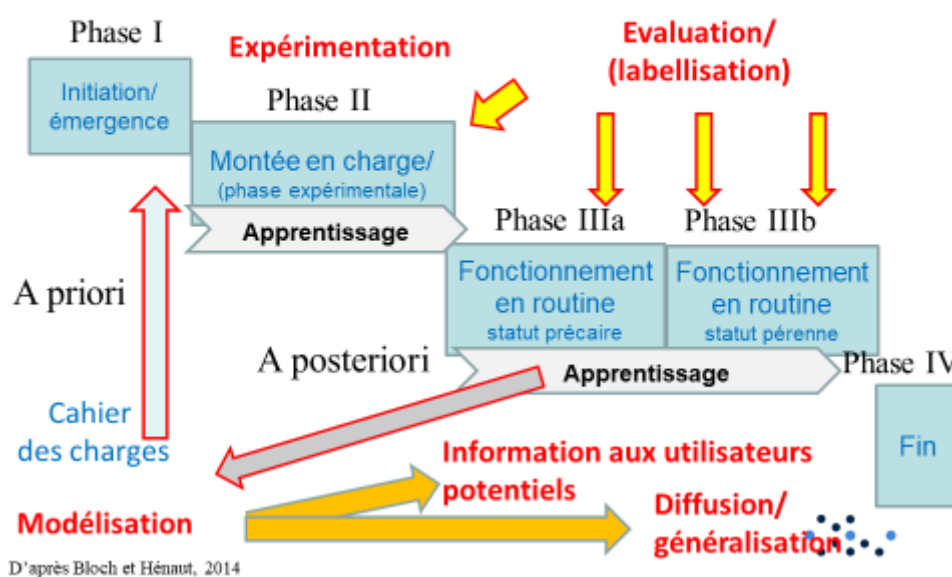 Phase I
Expérimentation
Evaluation/
(labellisation)
Initiation/
émergence
Phase II
Montée en charge/
(phase expérimentale)
Apprentissage
Phase IIIa
Phase IIIb
A priori
Fonctionnement
en routine
statut précaire
Fonctionnement
en routine
statut pérenne
A posteriori
Apprentissage
Phase IV
Cahier
des charges
Fin
Information aux utilisateurs
potentiels
Modélisation
Diffusion/
généralisation
D'après Bloch et Hénaut, 2014